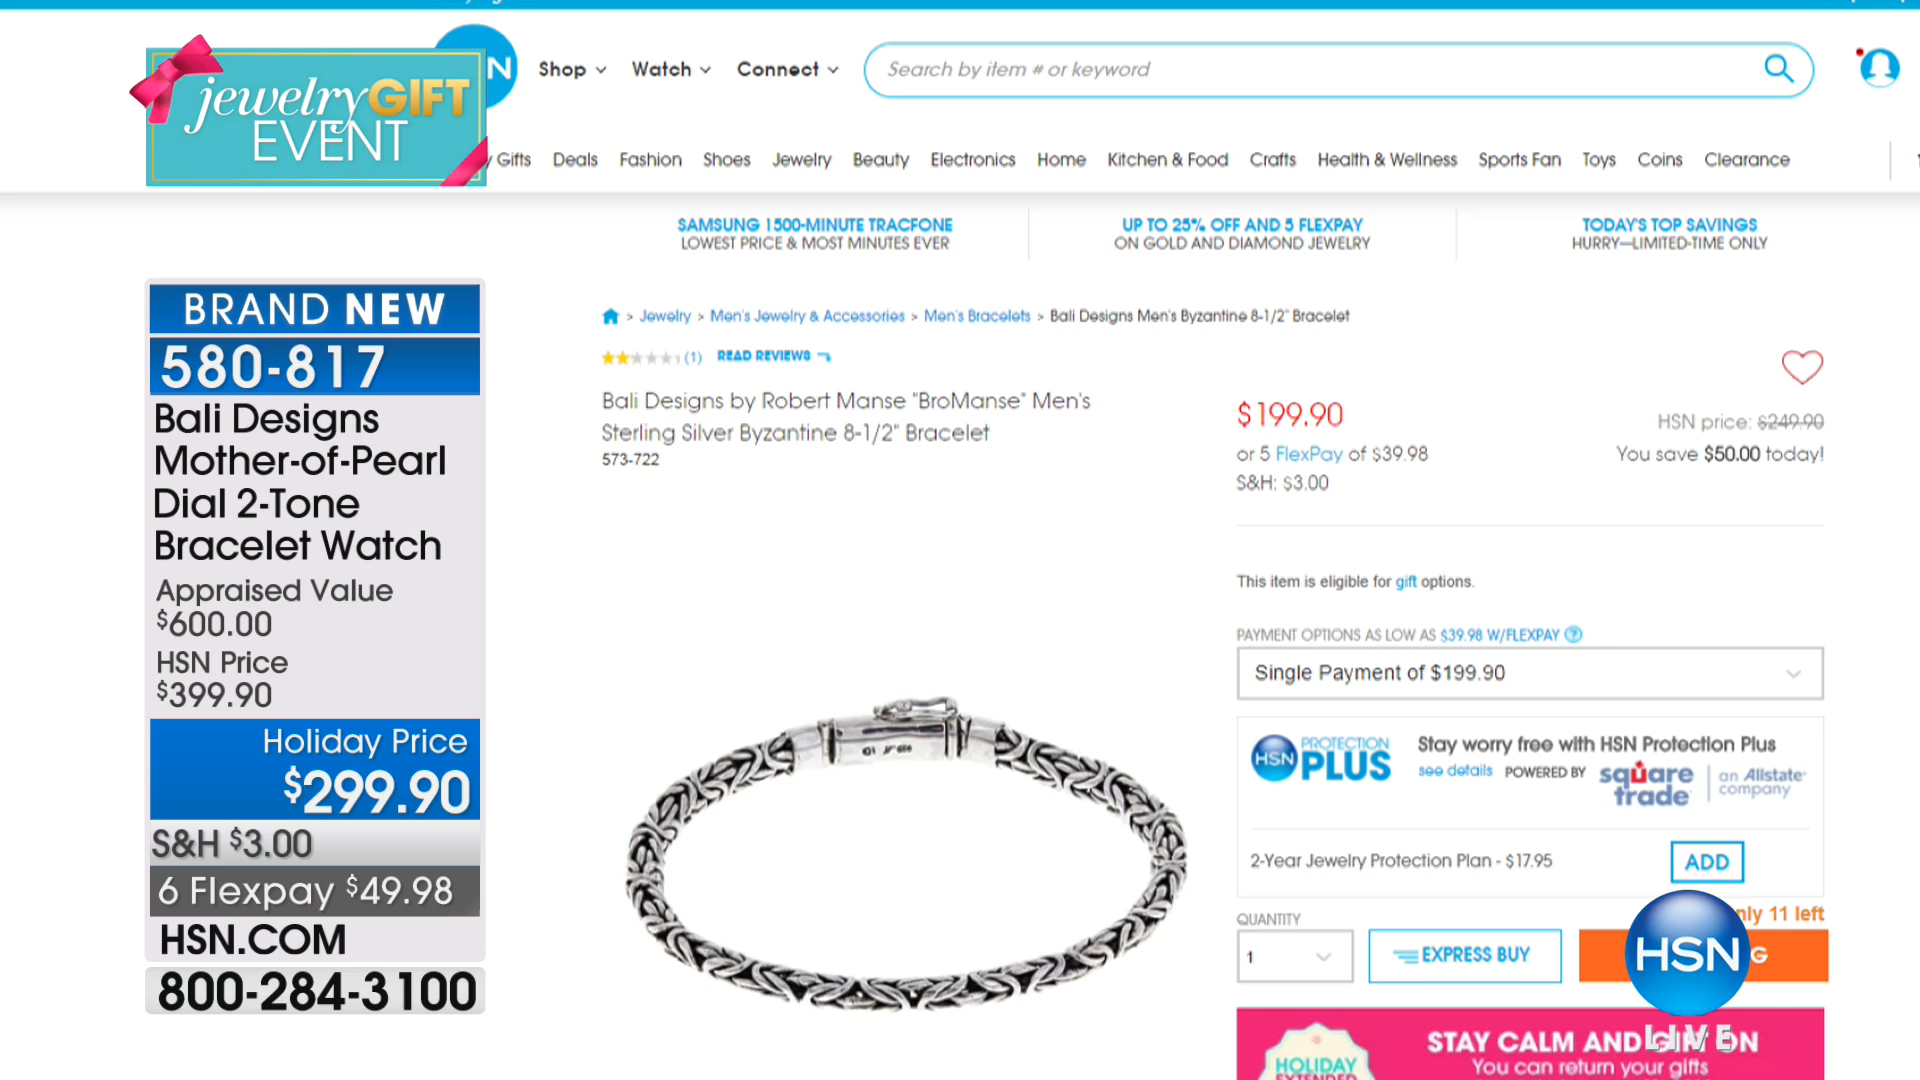 jewelry GIFT
EVENT
N
Shop
Watch
Connect
Search by item # or keyword
Gifts
Deals
Fashion
Shoes
Jewelry
Beauty
Electronics
Home
Kitchen & Food
Crafts
Health & Wellness
Sports Fan
Toys
Coins
Clearance
SAMSUNG 1500-MINUTE TRACFONE
LOWEST PRICE & MOST MINUTES EVER
UP TO 25% OFF AND 5 FLEXPAY
ON GOLD AND DIAMOND JEWELRY
TODAY'S TOP SAVINGS
HURRY—LIMITED-TIME ONLY
BRAND NEW
580-817
Bali Designs
Mother-of-Pearl
Dial 2-Tone
Bracelet Watch
Appraised Value
$600.00
HSN Price
$399.90
Holiday Price
$299.90
S&H $3.00
6 Flexpay $49.98
HSN.COM
800-284-3100
> Jewelry > Men's Jewelry & Accessories > Men's Bracelets > Bali Designs Men's Byzantine 8-1/2" Bracelet
(1) READ REVIEWS
Bali Designs by Robert Manse "BroManse" Men's
Sterling Silver Byzantine 8-1/2" Bracelet
573-722
$199.90
or 5 FlexPay of $39.98
S&H: $3.00
HSN price: $249.90
You save $50.00 today!
This item is eligible for gift options.
PAYMENT OPTIONS AS LOW AS $39.98 W/FLEXPAY ?
Single Payment of $199.90
HSN PROTECTION PLUS
Stay worry free with HSN Protection Plus
see details POWERED BY square trade an Allstate company
2-Year Jewelry Protection Plan - $17.95
ADD
QUANTITY
nly 11 left
1
EXPRESS BUY
G
HSN
LIVE
HOLIDAY
EXTENDED
STAY CALM AND GIFT ON
You can return your gifts